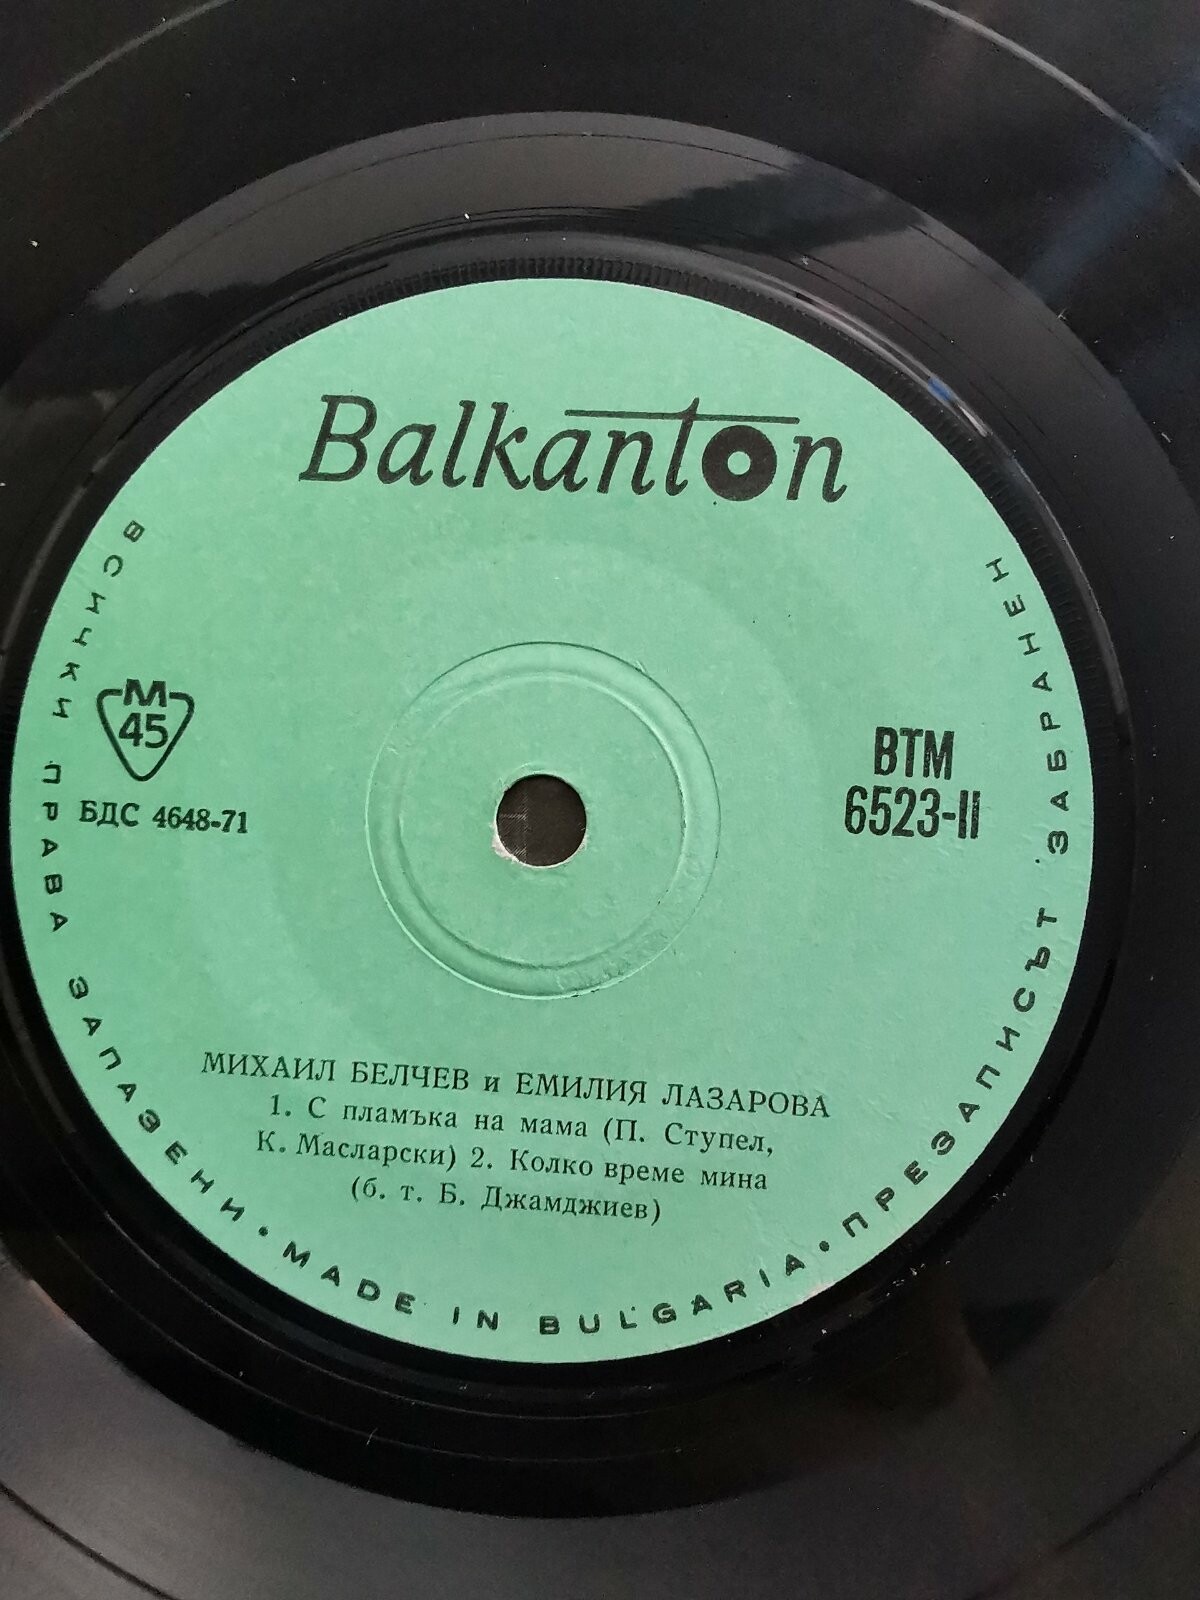 Balkanton
М
45
БДС 4648-71
ВТМ
6523-II
МИХАИЛ БЕЛЧЕВ и ЕМИЛИЯ ЛАЗАРОВА
1. С пламъка на мама (П. Ступел,
К. Масларски) 2. Колко време мина
(б. т. Б. Джамджиев)
ВСИЧКИ ПРАВА ЗАПАЗЕНИ • MADE IN BULGARIA • ПРЕЗАПИСЪТ ЗАБРАНЕН